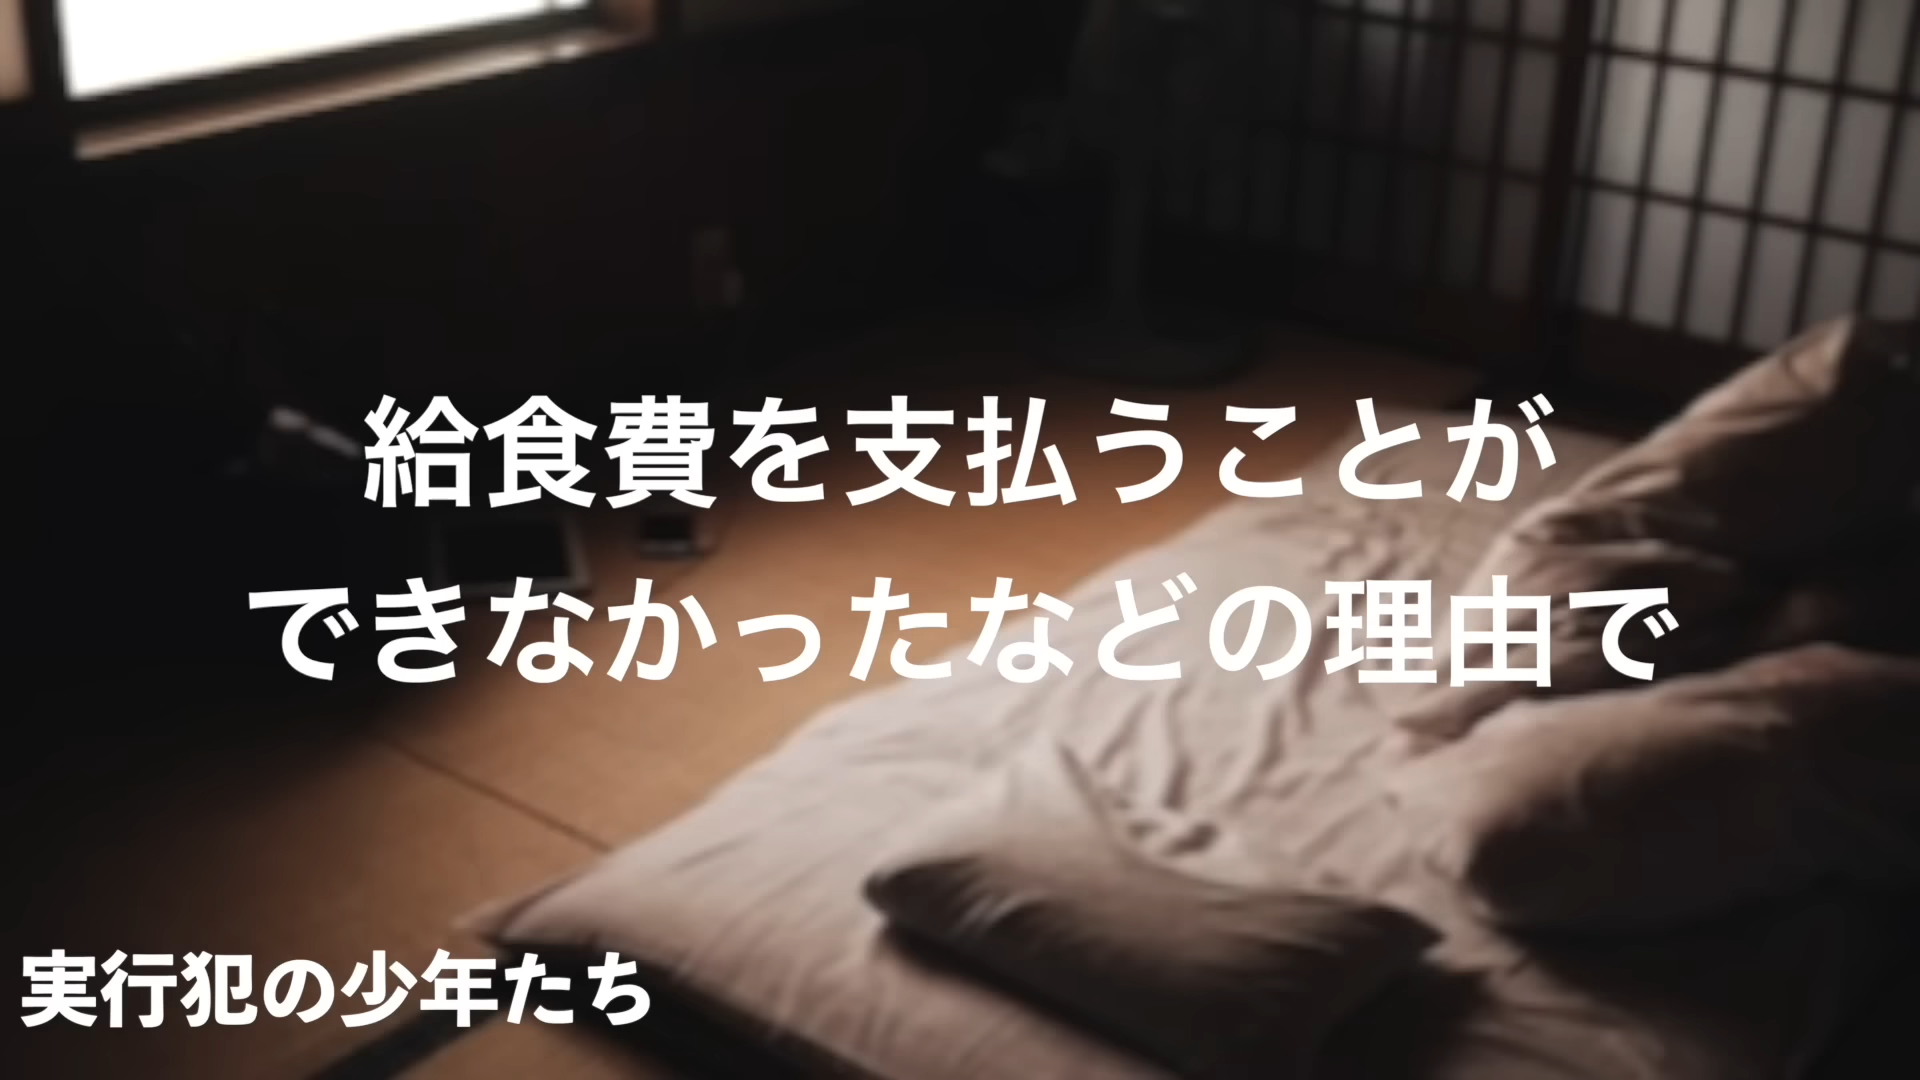 給食費を支払うことが
できなかったなどの理由で
実行犯の少年たち